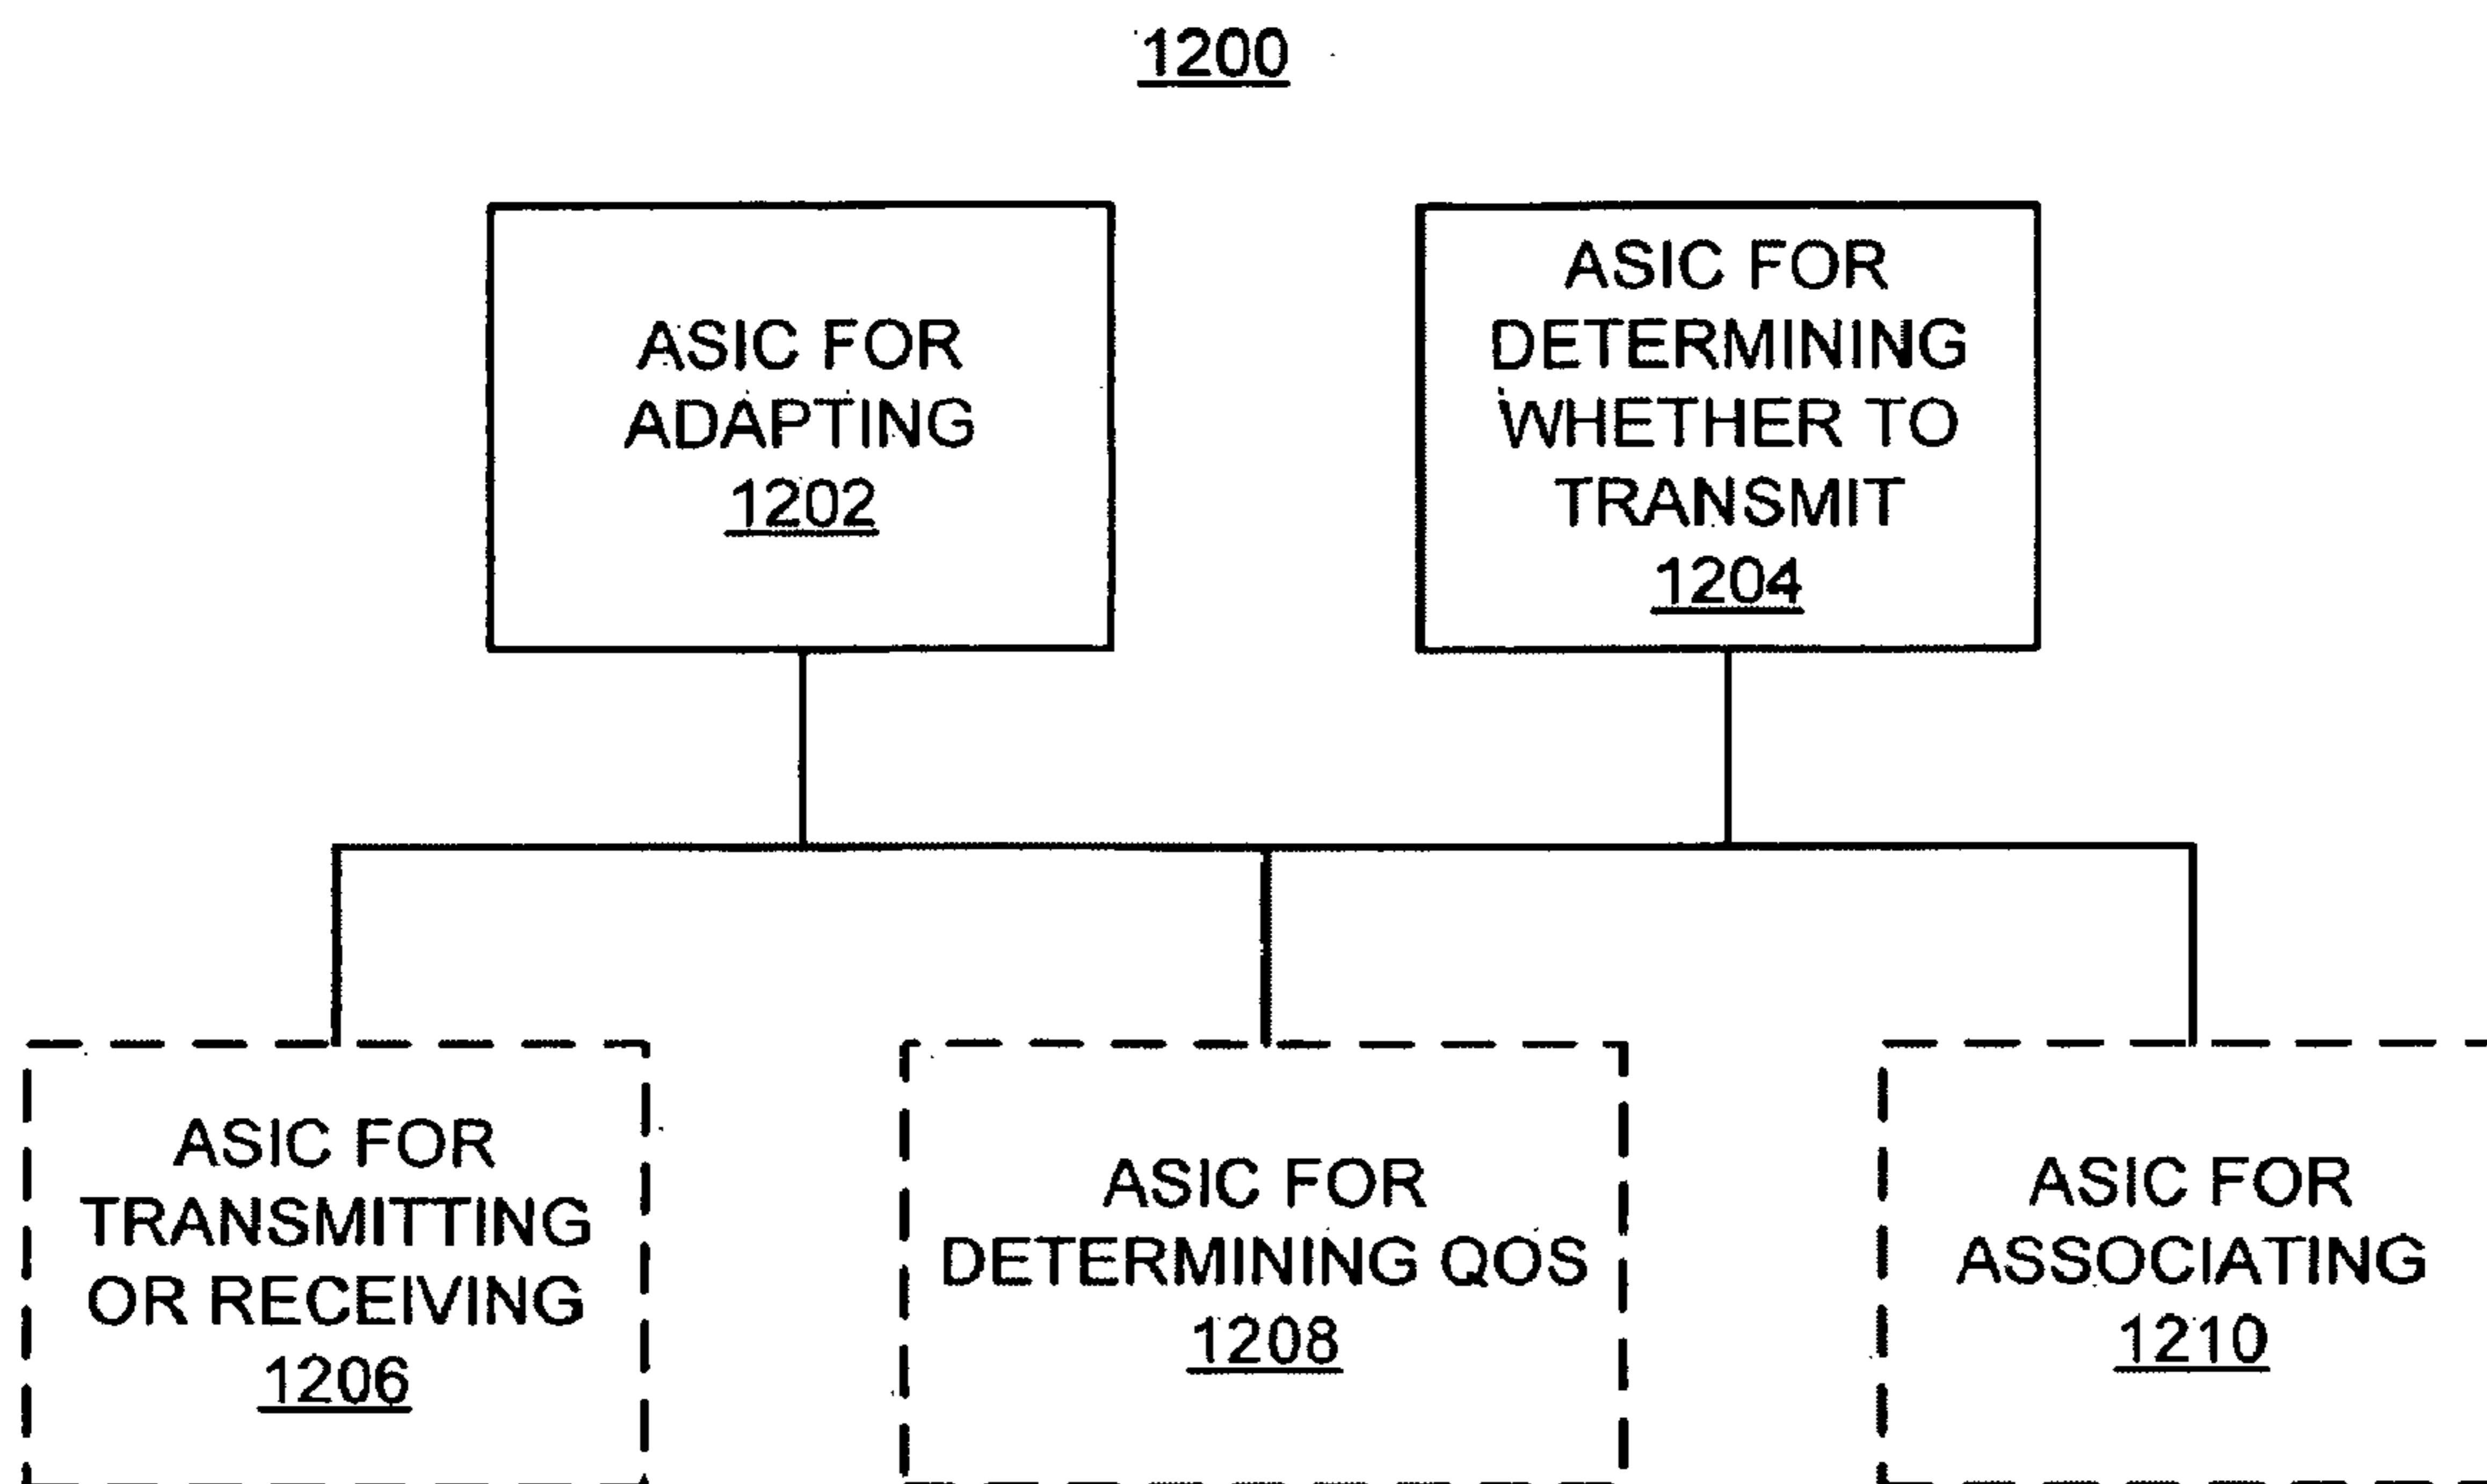 1200
ASIC FOR
ADAPTING
1202
ASIC FOR
DETERMINING
WHETHER TO
TRANSMIT
1204
ASIC FOR
TRANSMITTING
OR RECEIVING
1206
ASIC FOR
DETERMINING QOS
1208
ASIC FOR
ASSOCIATING
1210